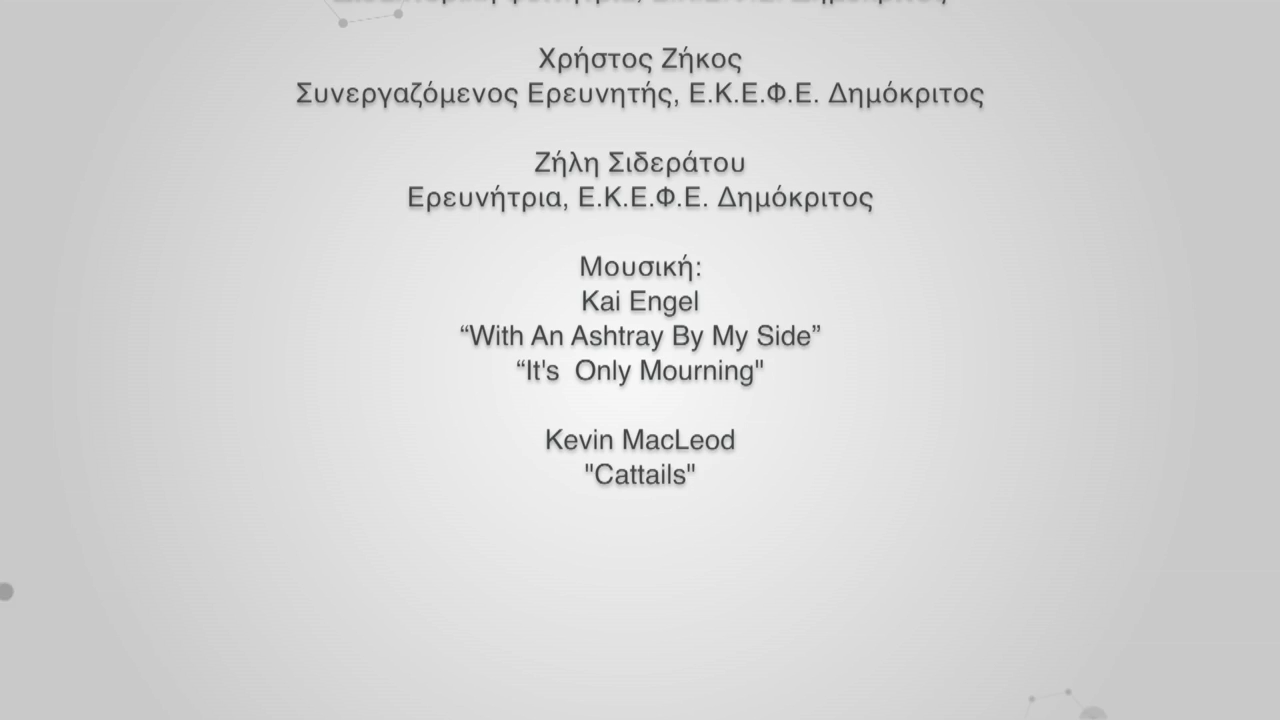 Χρήστος Ζήκος
Συνεργαζόμενος Ερευνητής, Ε.Κ.Ε.Φ.Ε. Δημόκριτος
Ζήλη Σιδεράτου
Ερευνήτρια, Ε.Κ.Ε.Φ.Ε. Δημόκριτος
Μουσική:
Kai Engel
“With An Ashtray By My Side”
“It's  Only Mourning"
Kevin MacLeod
"Cattails"